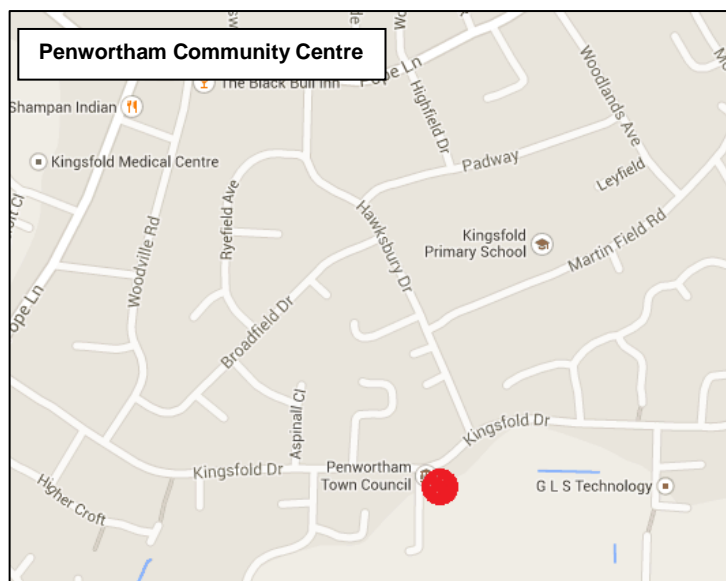 Penwortham Community Centre
The Black Bull Inn
Pope Ln
Shampan Indian
Kingsfold Medical Centre
Highfield Dr
Woodlands Ave
Padway
Leyfield
Ryefield Ave
Hawksbury Dr
Kingsfold
Primary School
Martin Field Rd
Woodville Rd
ope Ln
Broadfield Dr
Aspinall Cl
Kingsfold Dr
Kingsfold Dr
Penwortham
Town Council
G L S Technology
Higher Croft